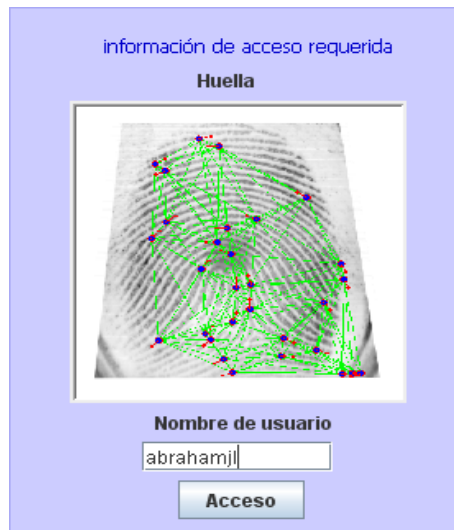 información de acceso requerida
Huella
Nombre de usuario
abrahamjl
Acceso